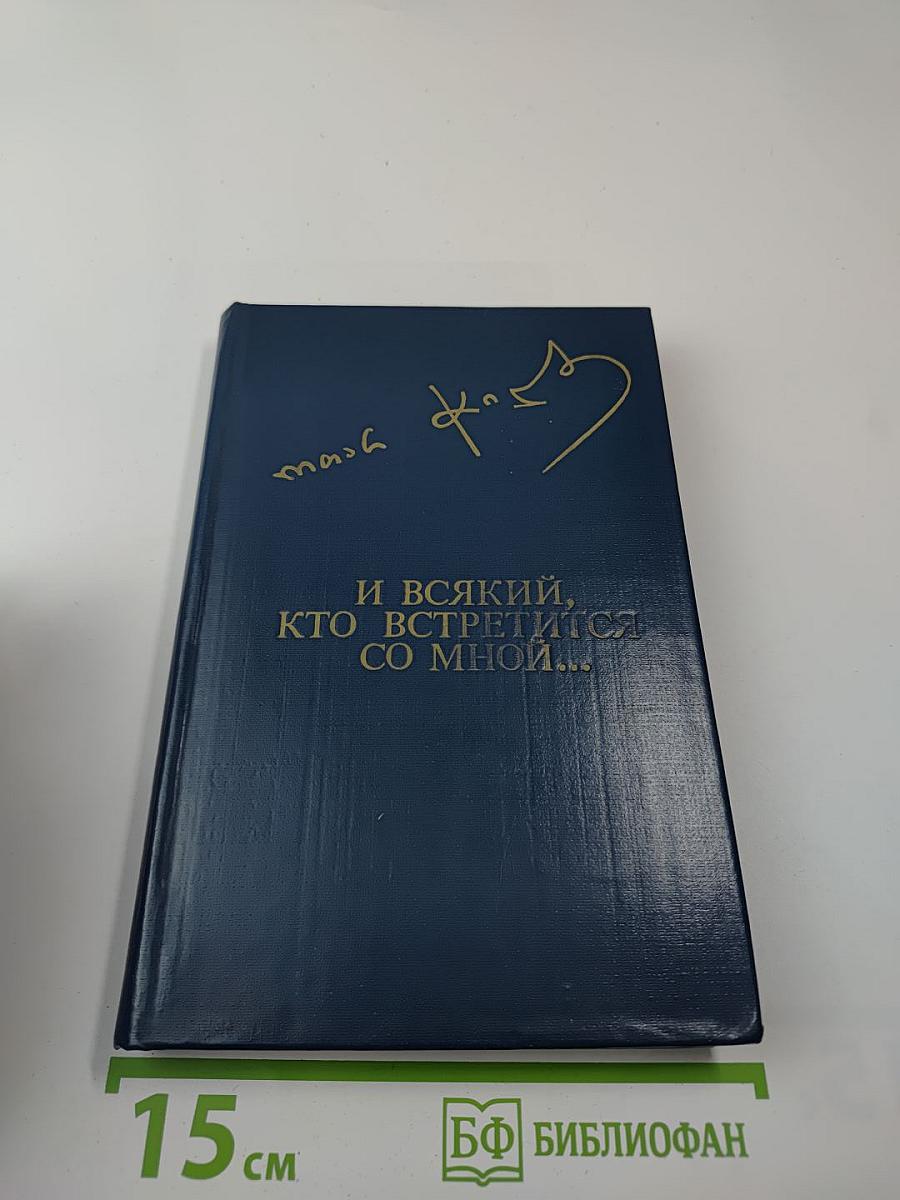 И ВСЯКИЙ,
КТО ВСТРЕТИТСЯ
СО МНОЙ...
15 см
БФ БИБЛИОФАН